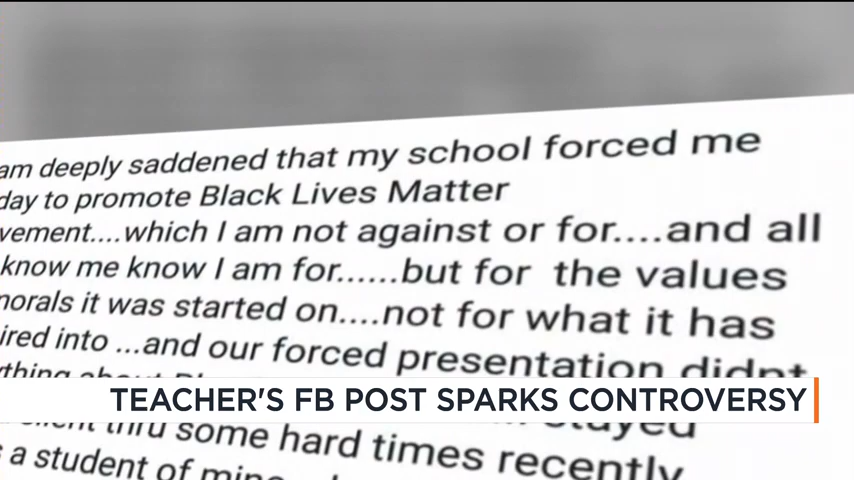 am deeply saddened that my school forced me
day to promote Black Lives Matter
vement....which I am not against or for....and all
know me know I am for......but for the values
morals it was started on....not for what it has
ired into ...and our forced presentation didnt
TEACHER'S FB POST SPARKS CONTROVERSY
thru some hard times recently
a student of mine